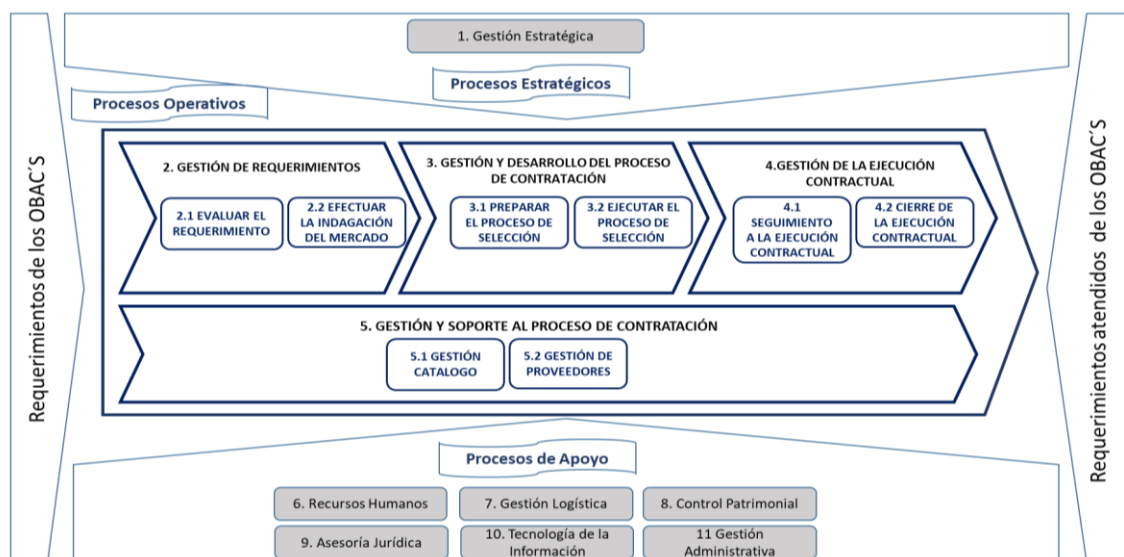 1. Gestión Estratégica
Procesos Estratégicos
Procesos Operativos
Requerimientos de los OBAC´S
2. GESTIÓN DE REQUERIMIENTOS
2.1 EVALUAR EL
REQUERIMIENTO
2.2 EFECTUAR
LA INDAGACIÓN
DEL MERCADO
3. GESTIÓN Y DESARROLLO DEL PROCESO
DE CONTRATACIÓN
3.1 PREPARAR
EL PROCESO DE
SELECCIÓN
3.2 EJECUTAR EL
PROCESO DE
SELECCIÓN
4.GESTIÓN DE LA EJECUCIÓN
CONTRACTUAL
4.1
SEGUIMIENTO
A LA EJECUCIÓN
CONTRACTUAL
4.2 CIERRE DE
LA EJECUCIÓN
CONTRACTUAL
5. GESTIÓN Y SOPORTE AL PROCESO DE CONTRATACIÓN
5.1 GESTIÓN
CATALOGO
5.2 GESTIÓN DE
PROVEEDORES
Requerimientos atendidos de los OBAC´S
Procesos de Apoyo
6. Recursos Humanos
7. Gestión Logística
8. Control Patrimonial
9. Asesoría Jurídica
10. Tecnología de la
Información
11 Gestión
Administrativa